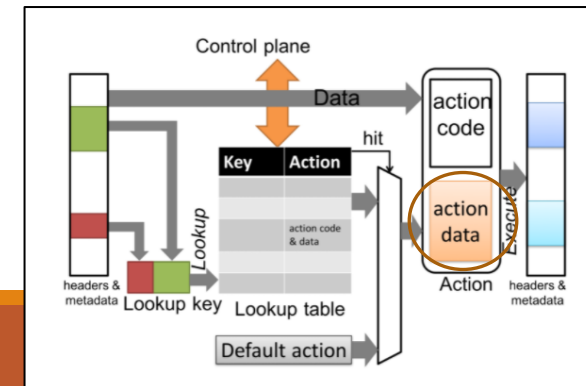 Control plane
Data
action
code
hit
Key Action
Lookup
action code
& data
action
data
Execute
Action
headers &
metadata
Lookup key
Lookup table
headers &
metadata
Default action